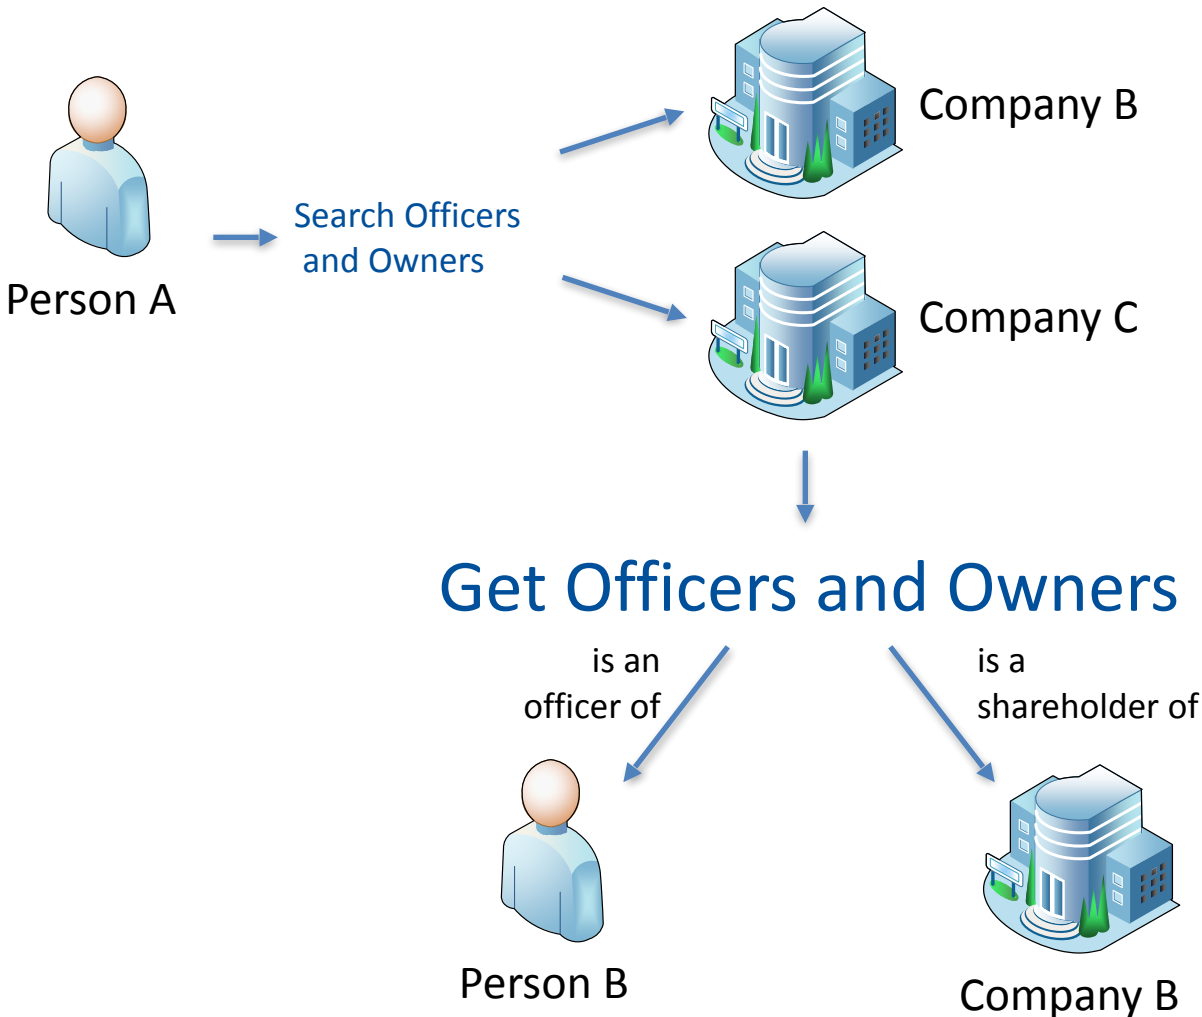 Company B
Search Officers
and Owners
Person A
Company C
Get Officers and Owners
is an
officer of
is a
shareholder of
Person B
Company B